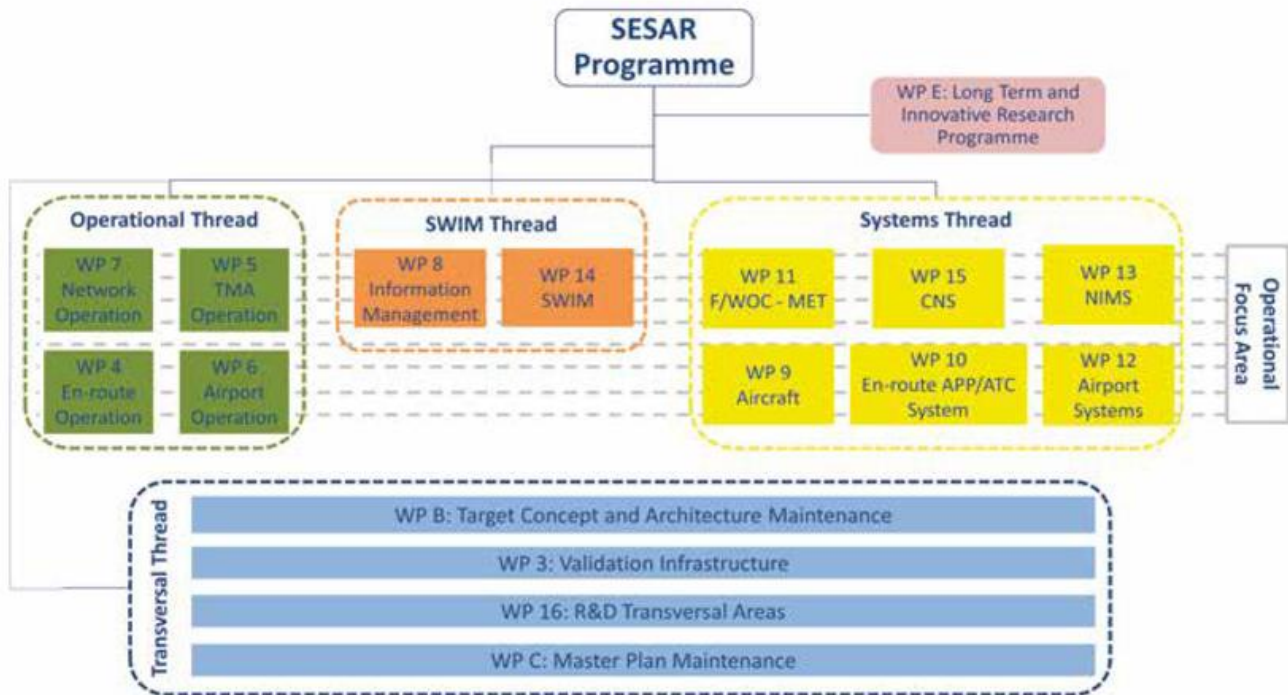 SESAR
Programme
WP E: Long Term and
Innovative Research
Programme
Operational Thread
WP 7
Network
Operation
WP 5
TMA
Operation
WP 4
En-route
Operation
WP 6
Airport
Operation
SWIM Thread
WP 8
Information
Management
WP 14
SWIM
Systems Thread
WP 11
F/WOC - MET
WP 15
CNS
WP 13
NIMS
WP 9
Aircraft
WP 10
En-route APP/ATC
System
WP 12
Airport
Systems
Operational
Focus Area
Transversal Thread
WP B: Target Concept and Architecture Maintenance
WP 3: Validation Infrastructure
WP 16: R&D Transversal Areas
WP C: Master Plan Maintenance